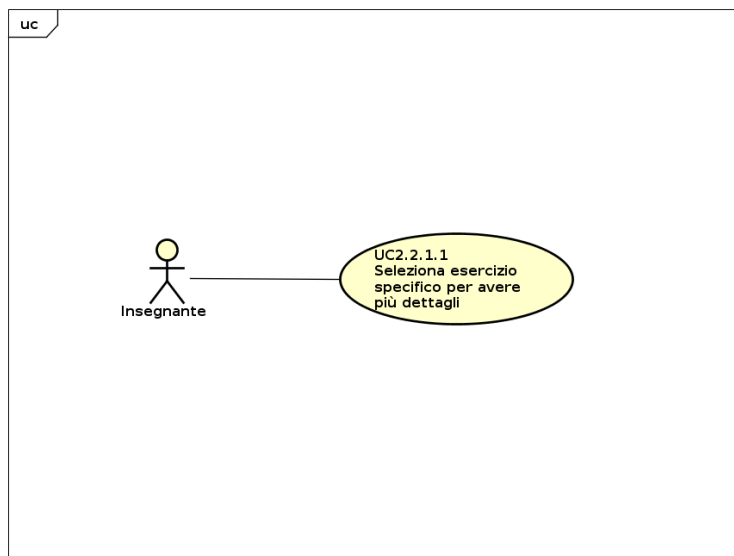 uc
UC2.2.1.1
Seleziona esercizio
specifico per avere
più dettagli
Insegnante